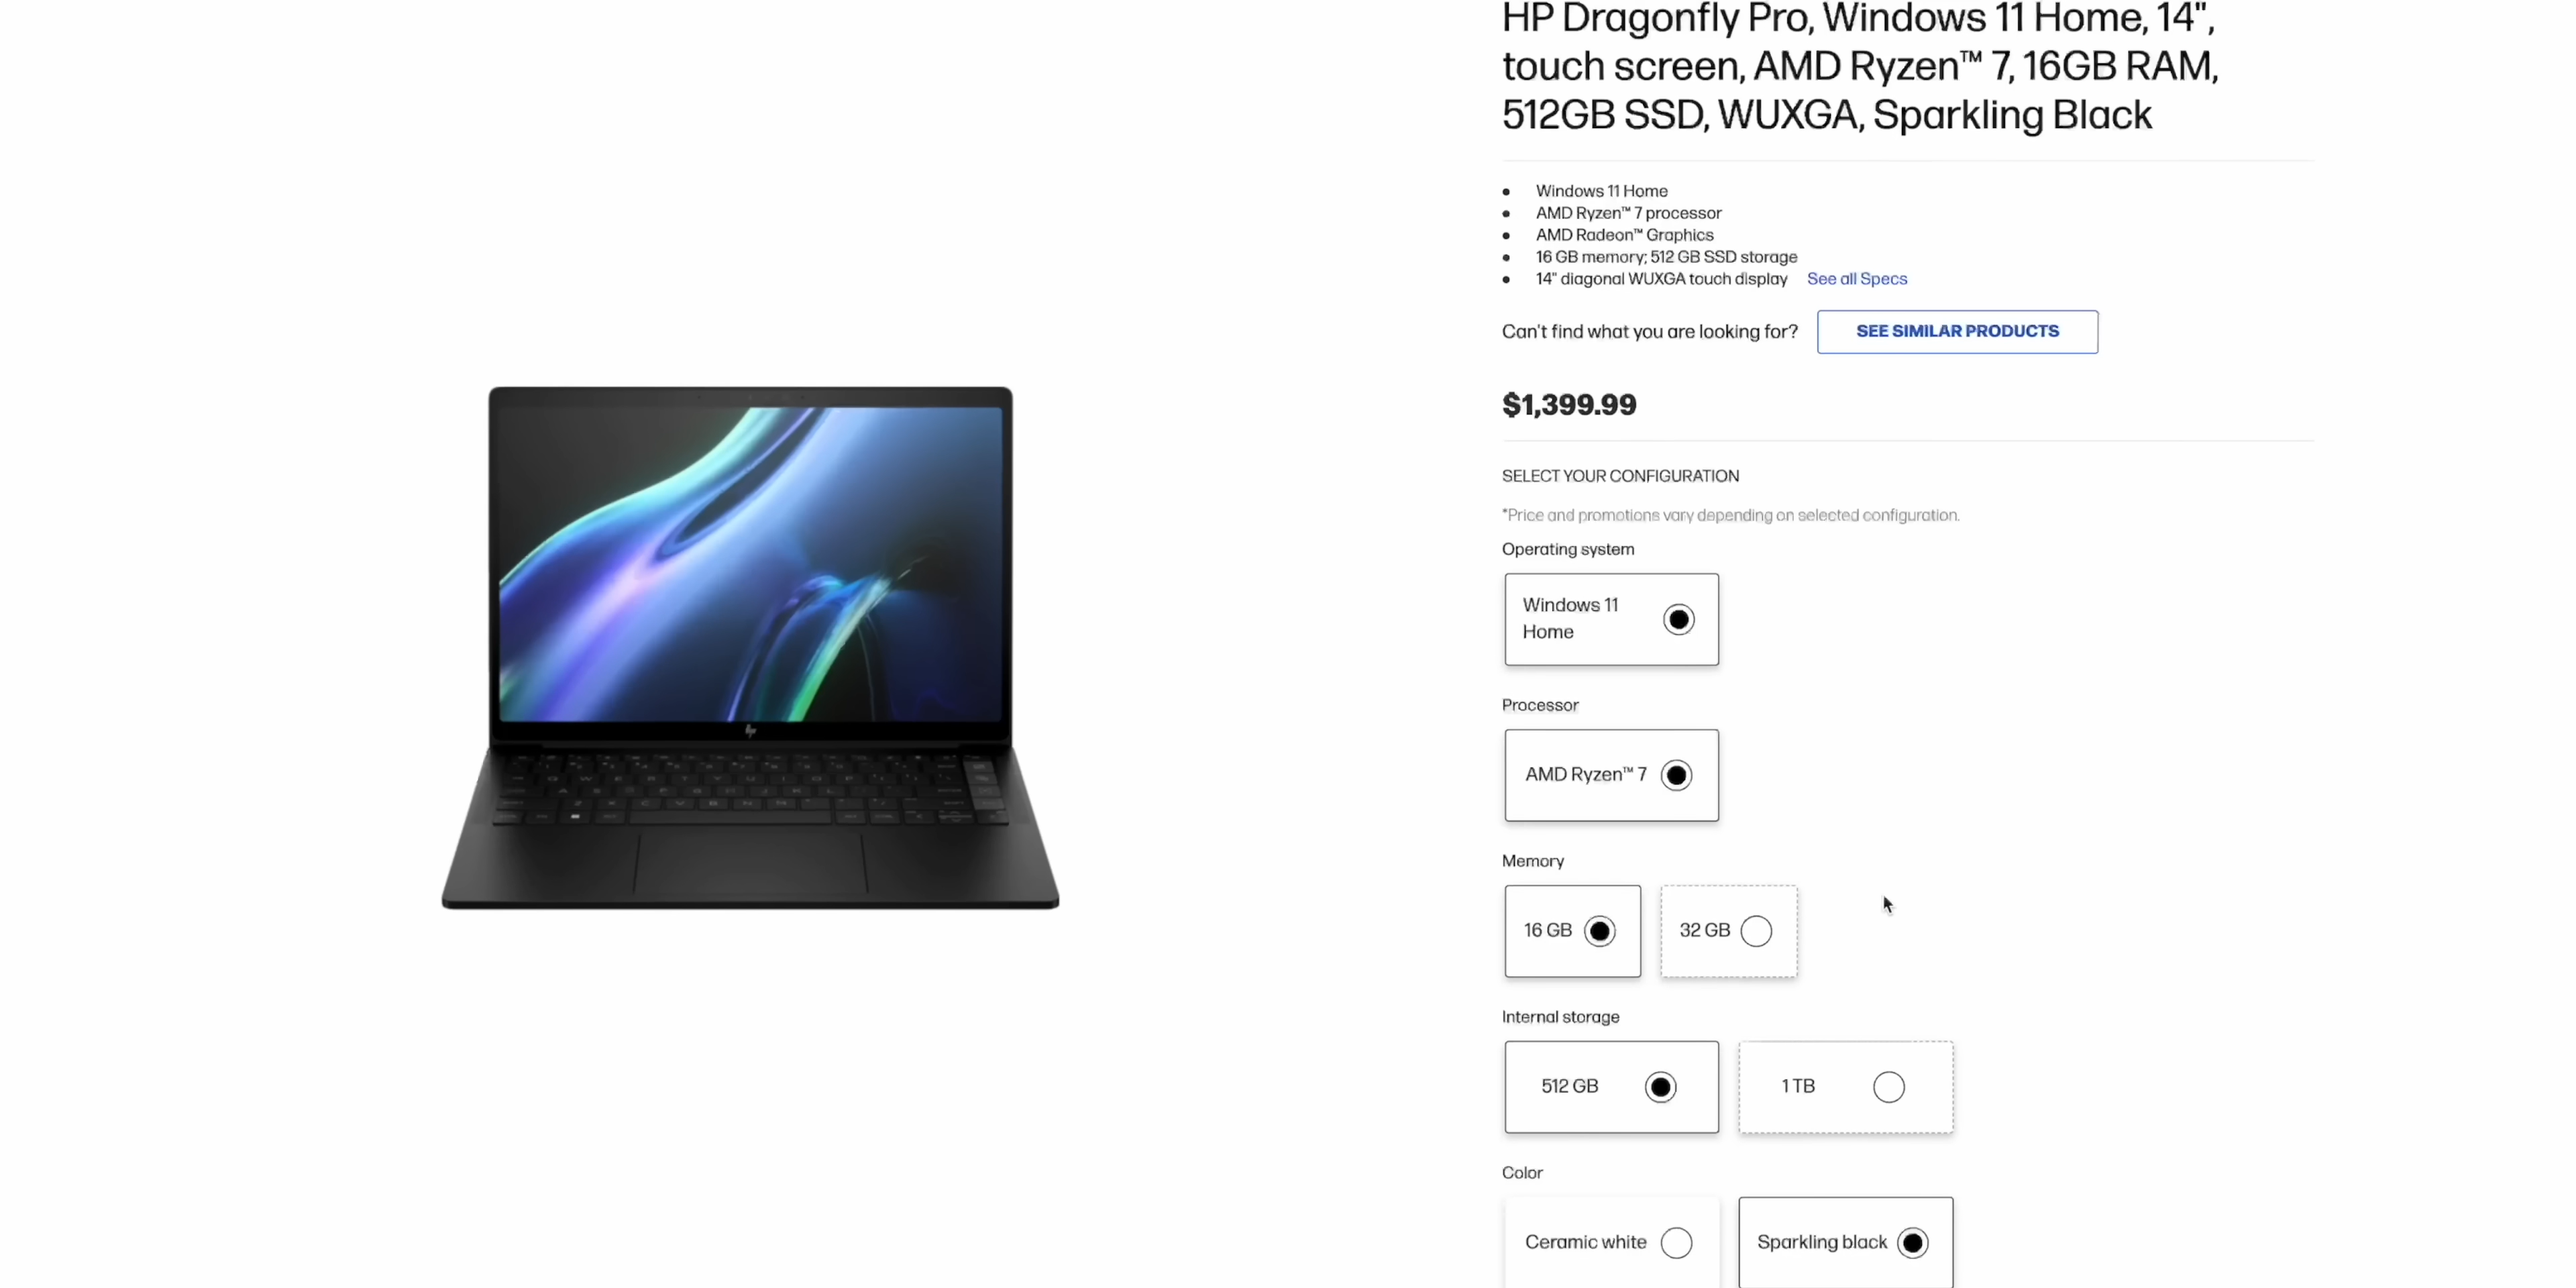 HP Dragonfly Pro, Windows 11 Home, 14",
touch screen, AMD Ryzen™ 7, 16GB RAM,
512GB SSD, WUXGA, Sparkling Black
• Windows 11 Home
• AMD Ryzen™ 7 processor
• AMD Radeon™ Graphics
• 16 GB memory; 512 GB SSD storage
• 14" diagonal WUXGA touch display See all Specs
Can't find what you are looking for? SEE SIMILAR PRODUCTS
$1,399.99
SELECT YOUR CONFIGURATION
*Price and promotions vary depending on selected configuration.
Operating system
Windows 11
Home
Processor
AMD Ryzen™ 7
Memory
16 GB 32 GB
Internal storage
512 GB 1 TB
Color
Ceramic white Sparkling black